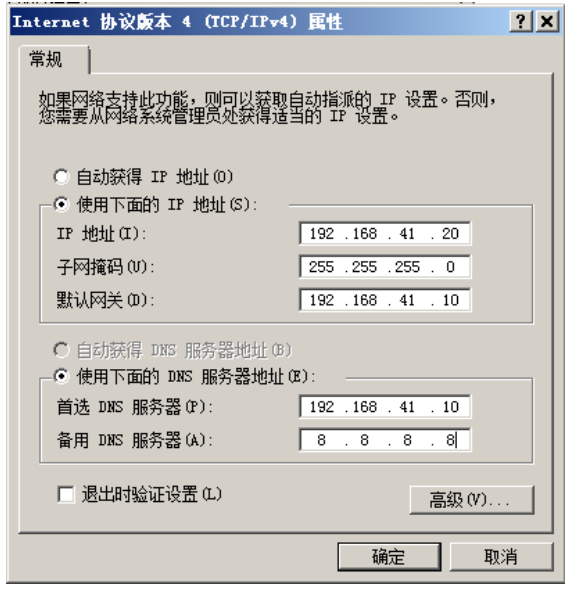 Internet 协议版本 4 (TCP/IPv4) 属性
常规
如果网络支持此功能，则可以获取自动指派的 IP 设置。否则，
您需要从网络系统管理员处获得适当的 IP 设置。
自动获得 IP 地址(O)
使用下面的 IP 地址(S):
IP 地址(I): 192 .168 . 41 . 20
子网掩码(U): 255 .255 .255 . 0
默认网关(D): 192 .168 . 41 . 10
自动获得 DNS 服务器地址(B)
使用下面的 DNS 服务器地址(E):
首选 DNS 服务器(P): 192 .168 . 41 . 10
备用 DNS 服务器(A): 8 . 8 . 8 . 8
退出时验证设置(L)
高级(V)...
确定 取消